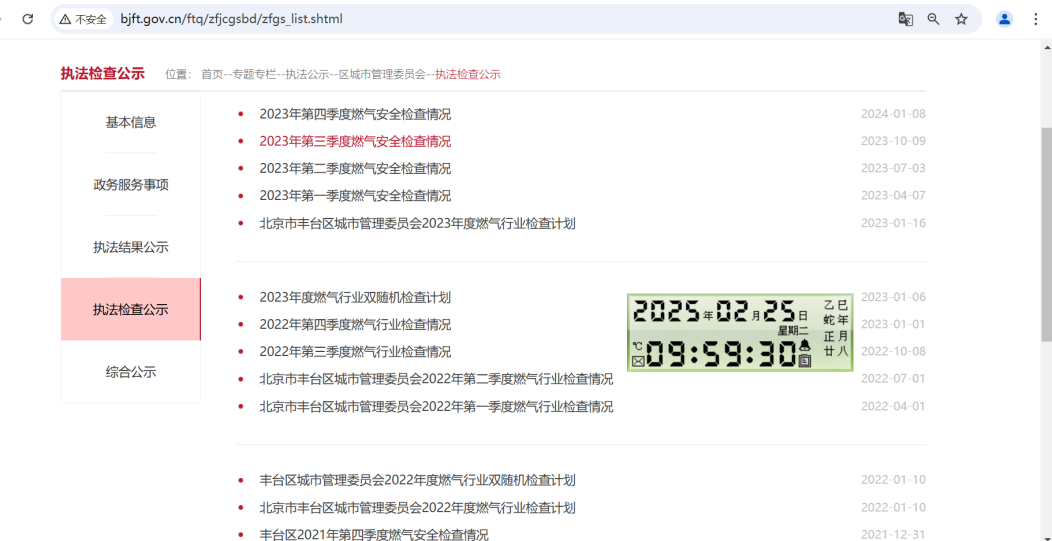 不安全 bjft.gov.cn/ftq/zfjcgsbd/zfgs_list.shtml
执法检查公示 位置： 首页--专题专栏--执法公示--区城市管理委员会--执法检查公示
基本信息
政务服务事项
执法结果公示
执法检查公示
综合公示
2023年第四季度燃气安全检查情况 2024-01-08
2023年第三季度燃气安全检查情况 2023-10-09
2023年第二季度燃气安全检查情况 2023-07-03
2023年第一季度燃气安全检查情况 2023-04-07
北京市丰台区城市管理委员会2023年度燃气行业检查计划 2023-01-16
2023年度燃气行业双随机检查计划 2023-01-06
2022年第四季度燃气行业检查情况 2023-01-01
2022年第三季度燃气行业检查情况 2022-10-08
北京市丰台区城市管理委员会2022年第二季度燃气行业检查情况 2022-07-01
北京市丰台区城市管理委员会2022年第一季度燃气行业检查情况 2022-04-01
2025年02月25日
星期二
℃ 09:59:30
乙巳
蛇年
正月
廿八
丰台区城市管理委员会2022年度燃气行业双随机检查计划 2022-01-10
北京市丰台区城市管理委员会2022年度燃气行业检查计划 2022-01-10
丰台区2021年第四季度燃气安全检查情况 2021-12-31